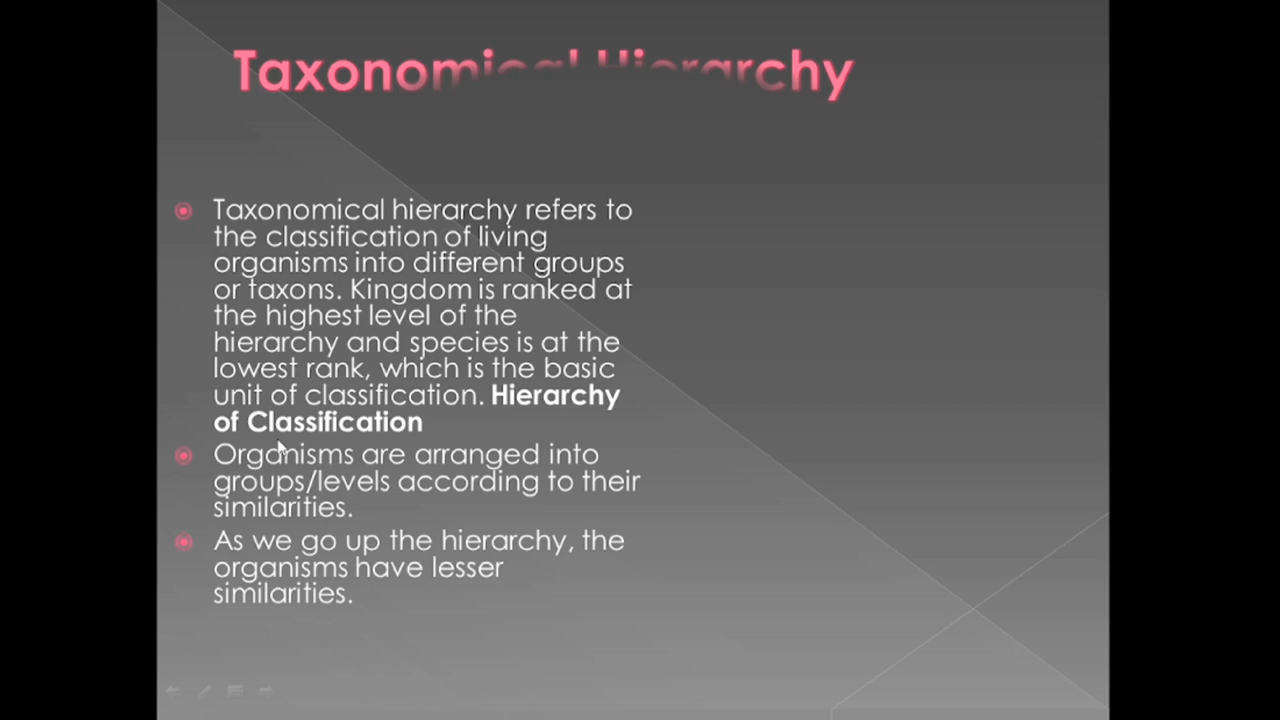 Taxonomical Hierarchy
Taxonomical hierarchy refers to
the classification of living
organisms into different groups
or taxons. Kingdom is ranked at
the highest level of the
hierarchy and species is at the
lowest rank, which is the basic
unit of classification. Hierarchy
of Classification
Organisms are arranged into
groups/levels according to their
similarities.
As we go up the hierarchy, the
organisms have lesser
similarities.